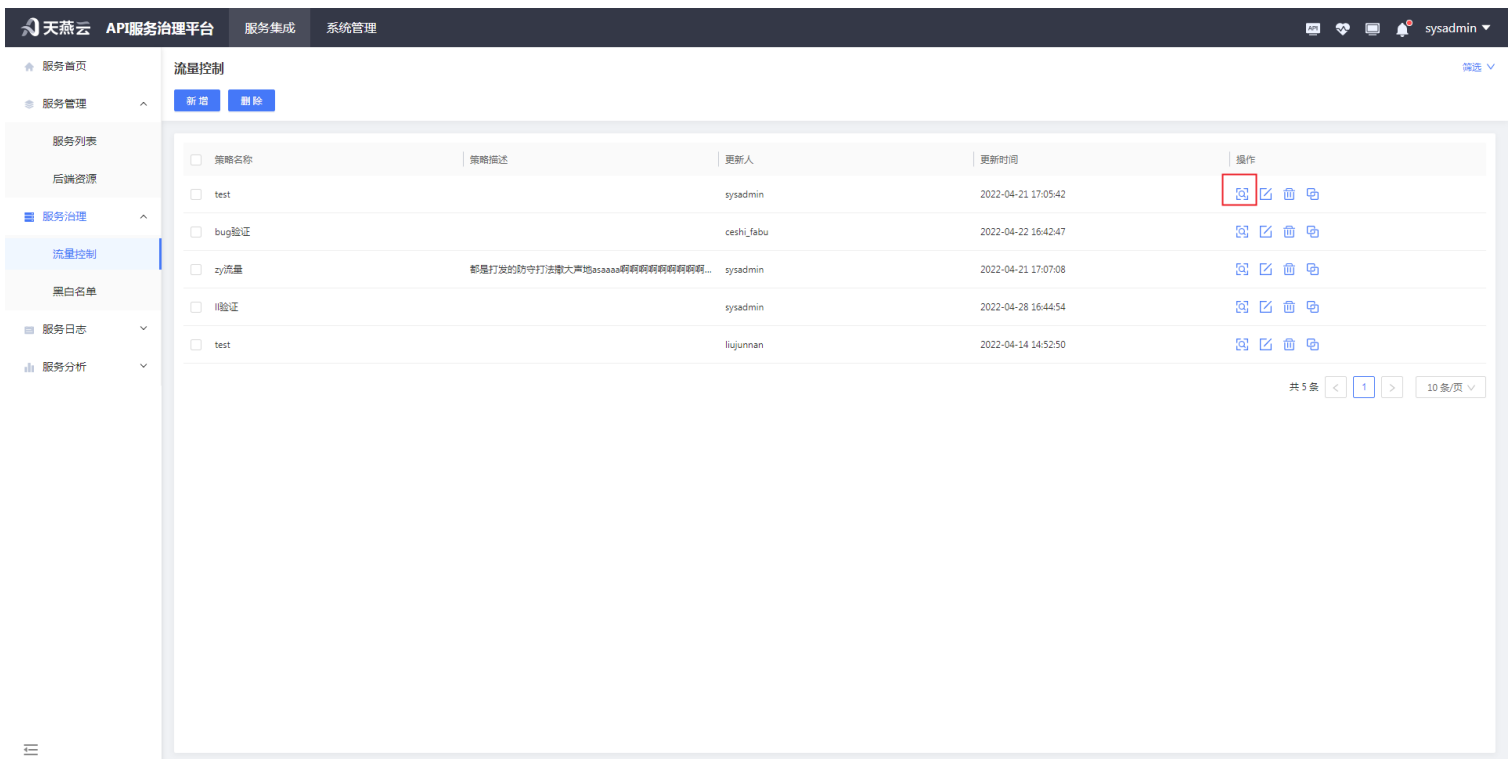 天燕云 API服务治理平台 服务集成 系统管理 API sysadmin
服务首页
服务管理
服务列表
后端资源
服务治理
流量控制
黑白名单
服务日志
服务分析
流量控制 筛选
新增 删除
策略名称 策略描述 更新人 更新时间 操作
test sysadmin 2022-04-21 17:05:42
bug验证 ceshi_fabu 2022-04-22 16:42:47
zy流量 都是打发的防守打法撒大声地asaaaa啊啊啊啊啊啊啊啊啊... sysadmin 2022-04-21 17:07:08
ll验证 sysadmin 2022-04-28 16:44:54
test liujunnan 2022-04-14 14:52:50
共 5 条 < 1 > 10 条/页